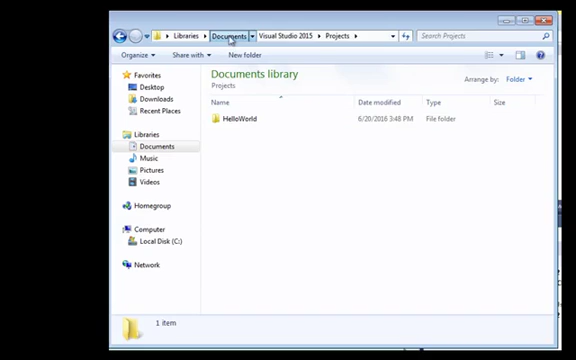 Libraries Documents Visual Studio 2015 Projects Search Projects
Organize Share with New folder
Favorites
Desktop
Downloads
Recent Places
Libraries
Documents
Music
Pictures
Videos
Homegroup
Computer
Local Disk (C:)
Network
Documents library
Projects
Arrange by: Folder
Name Date modified Type Size
HelloWorld 6/20/2016 3:48 PM File folder
1 item